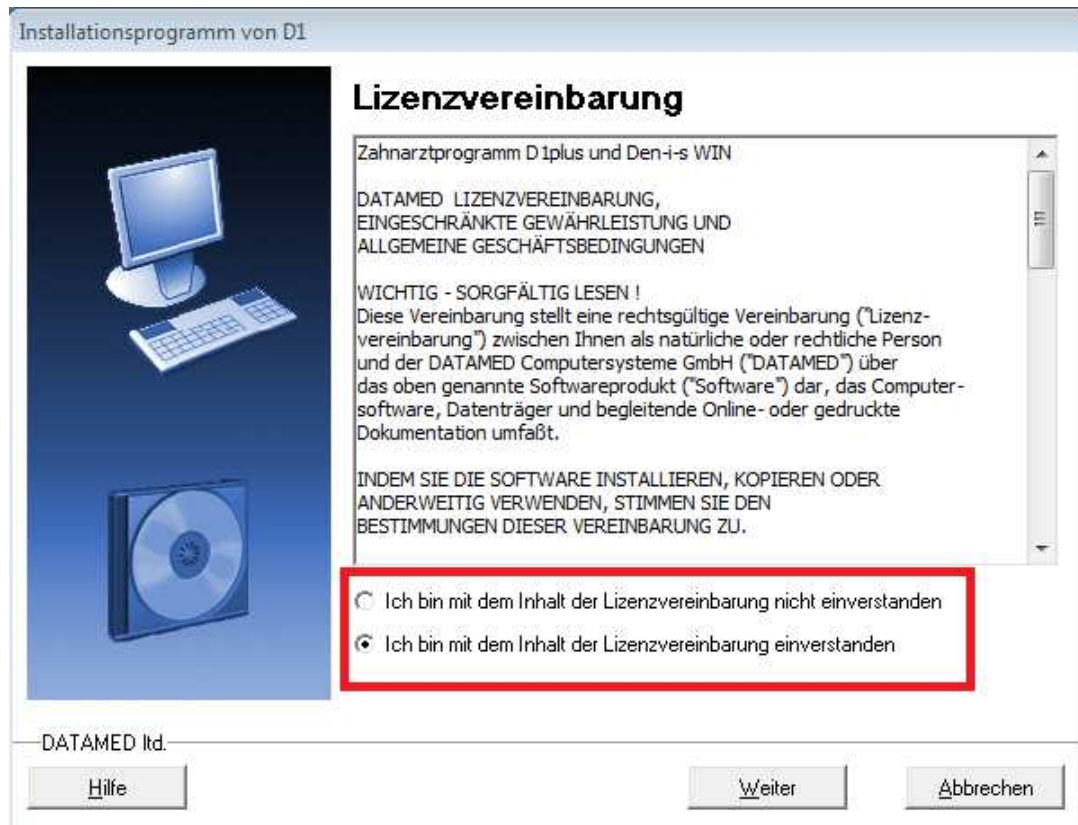 Installationsprogramm von D1
Lizenzvereinbarung
Zahnarztprogramm D1plus und Den-i-s WIN
DATAMED LIZENZVEREINBARUNG,
EINGESCHRÄNKTE GEWÄHRLEISTUNG UND
ALLGEMEINE GESCHÄFTSBEDINGUNGEN
WICHTIG - SORGFÄLTIG LESEN !
Diese Vereinbarung stellt eine rechtsgültige Vereinbarung ("Lizenz-
vereinbarung") zwischen Ihnen als natürliche oder rechtliche Person
und der DATAMED Computersysteme GmbH ("DATAMED") über
das oben genannte Softwareprodukt ("Software") dar, das Computer-
software, Datenträger und begleitende Online- oder gedruckte
Dokumentation umfaßt.
INDEM SIE DIE SOFTWARE INSTALLIEREN, KOPIEREN ODER
ANDERWEITIG VERWENDEN, STIMMEN SIE DEN
BESTIMMUNGEN DIESER VEREINBARUNG ZU.
Ich bin mit dem Inhalt der Lizenzvereinbarung nicht einverstanden
Ich bin mit dem Inhalt der Lizenzvereinbarung einverstanden
DATAMED ltd.
Hilfe
Weiter
Abbrechen